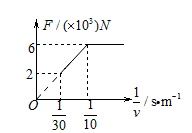 F / (×10³)N
6
2
O
1/30
1/10
1/v / s·m⁻¹